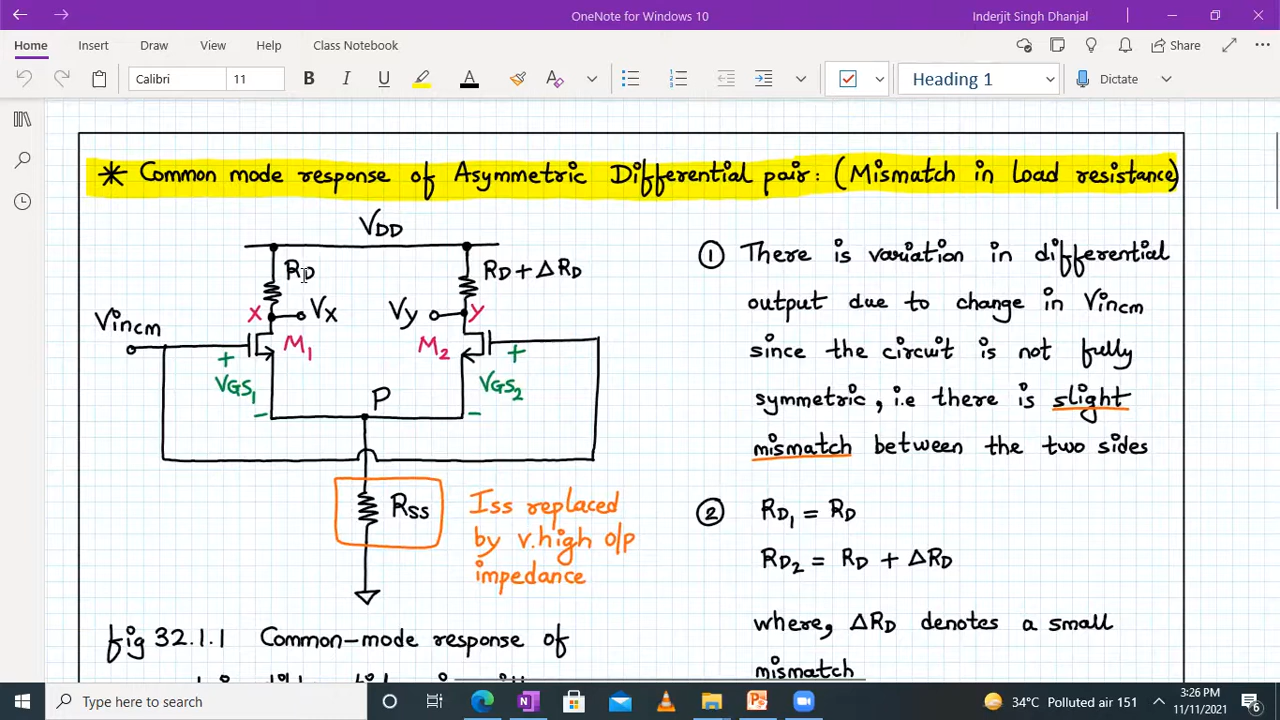 OneNote for Windows 10
Inderjit Singh Dhanjal
Home Insert Draw View Help Class Notebook
Share
Calibri 11 B I U A A Heading 1 Dictate
* Common mode response of Asymmetric Differential pair: (Mismatch in Load resistance)
VDD
RD
RD + ΔRD
X Vx
Vy y
Vincm
M1
M2
+
+
VGS1
VGS2
-
-
P
RSS
ISS replaced
by v.high o/p
impedance
fig 32.1.1 Common-mode response of
① There is variation in differential
output due to change in Vincm
since the circuit is not fully
symmetric, i.e there is slight
mismatch between the two sides
② RD1 = RD
RD2 = RD + ΔRD
where, ΔRD denotes a small
mismatch
Type here to search
34°C Polluted air 151
3:26 PM
11/11/2021
6